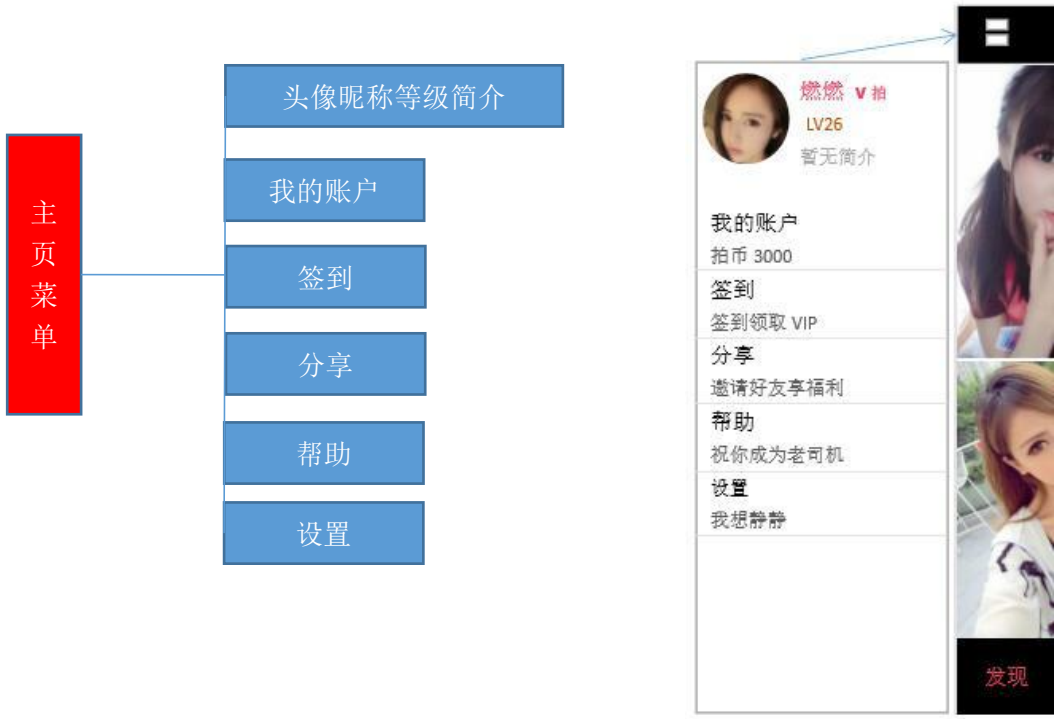 主
页
菜
单
头像昵称等级简介
我的账户
签到
分享
帮助
设置
燃燃 v 拍
LV26
暂无简介
我的账户
拍币 3000
签到
签到领取 VIP
分享
邀请好友享福利
帮助
祝你成为老司机
设置
我想静静
发现